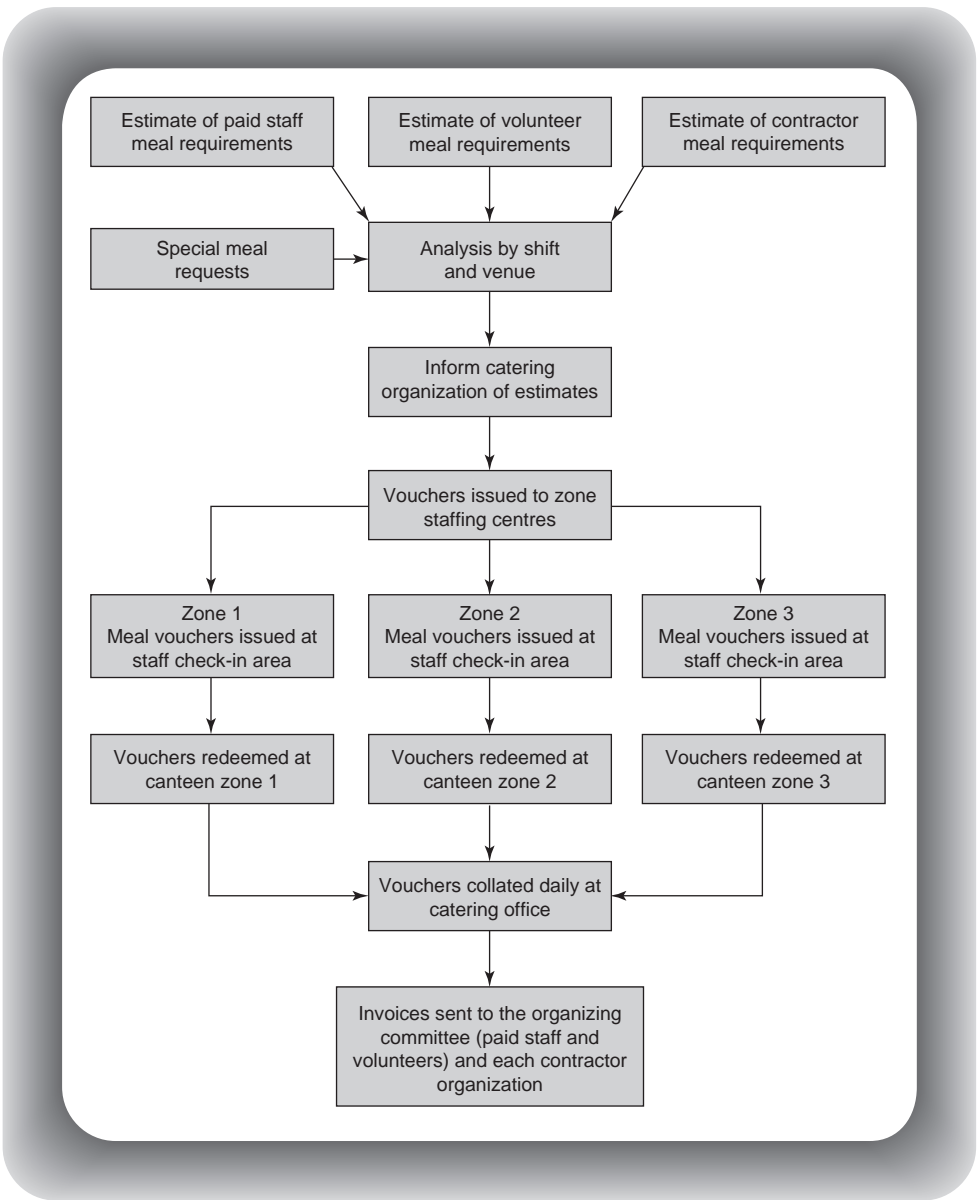 Estimate of paid staff
meal requirements
Estimate of volunteer
meal requirements
Estimate of contractor
meal requirements
Special meal
requests
Analysis by shift
and venue
Inform catering
organization of estimates
Vouchers issued to zone
staffing centres
Zone 1
Meal vouchers issued at
staff check-in area
Zone 2
Meal vouchers issued at
staff check-in area
Zone 3
Meal vouchers issued at
staff check-in area
Vouchers redeemed at
canteen zone 1
Vouchers redeemed at
canteen zone 2
Vouchers redeemed at
canteen zone 3
Vouchers collated daily at
catering office
Invoices sent to the organizing
committee (paid staff and
volunteers) and each contractor
organization